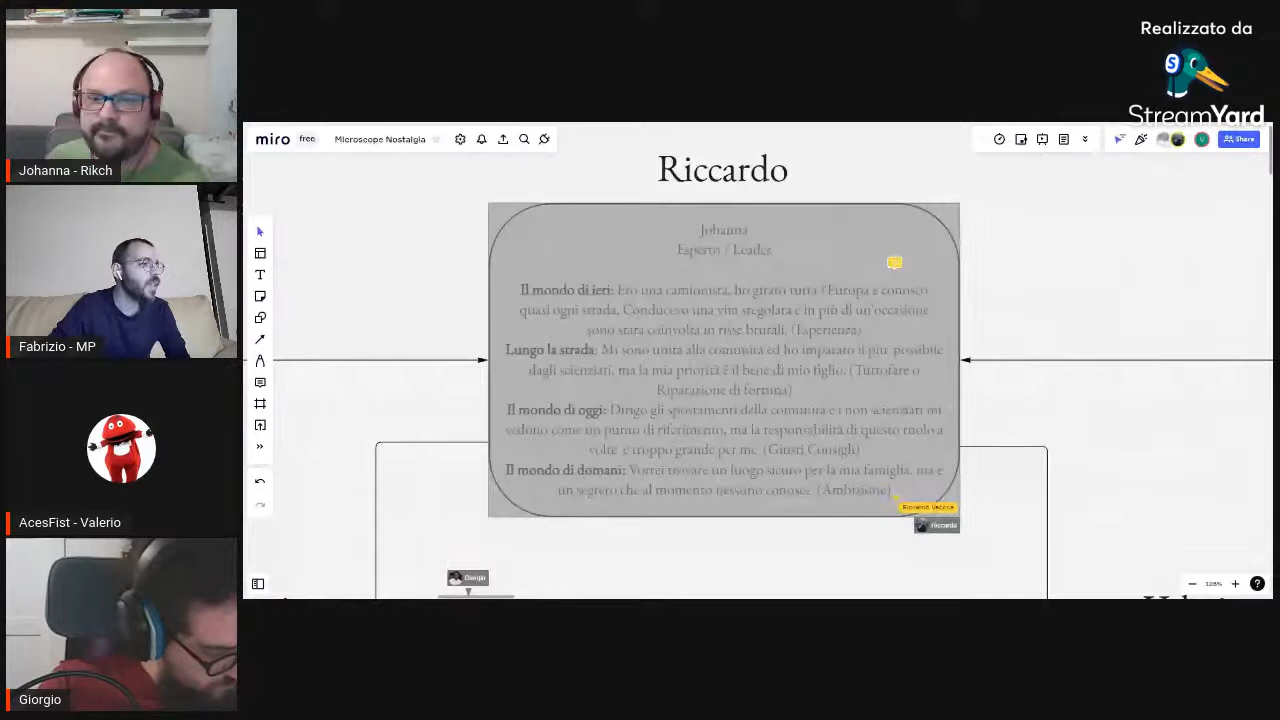 Realizzato da
StreamYard
Johanna - Rikch
Fabrizio - MP
AcesFist - Valerio
Giorgio
miro free Microscope Nostalgia
Share
Riccardo
Johanna
Esperto / Leader
Il mondo di ieri: Ero una camionista, ho girato tutta l'Europa e conosco
quasi ogni strada. Conducevo una vita sregolata e in più di un'occasione
sono stata coinvolta in risse brutali. (Esperienza)
Lungo la strada: Mi sono unita alla comunità ed ho imparato il più possibile
dagli scienziati, ma la mia priorità è il bene di mio figlio. (Tuttofare o
Riparazione di fortuna)
Il mondo di oggi: Dirigo gli spostamenti della comunità e i non scienziati mi
vedono come un punto di riferimento, ma la responsabilità di questo ruolo a
volte è troppo grande per me. (Giusti Consigli)
Il mondo di domani: Vorrei trovare un luogo sicuro per la mia famiglia, ma è
un segreto che al momento nessuno conosce. (Ambizione)
Riccardo
Giorgio
128%